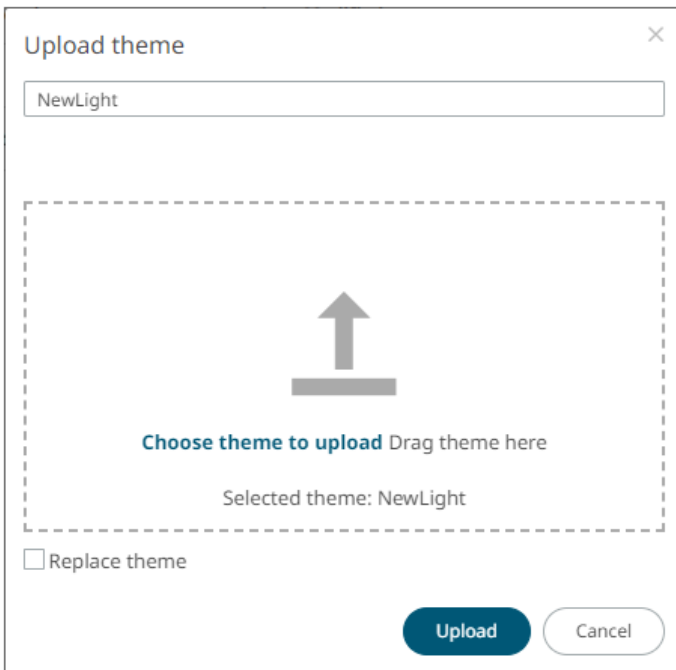 Upload theme
NewLight
Choose theme to upload Drag theme here
Selected theme: NewLight
Replace theme
Upload Cancel